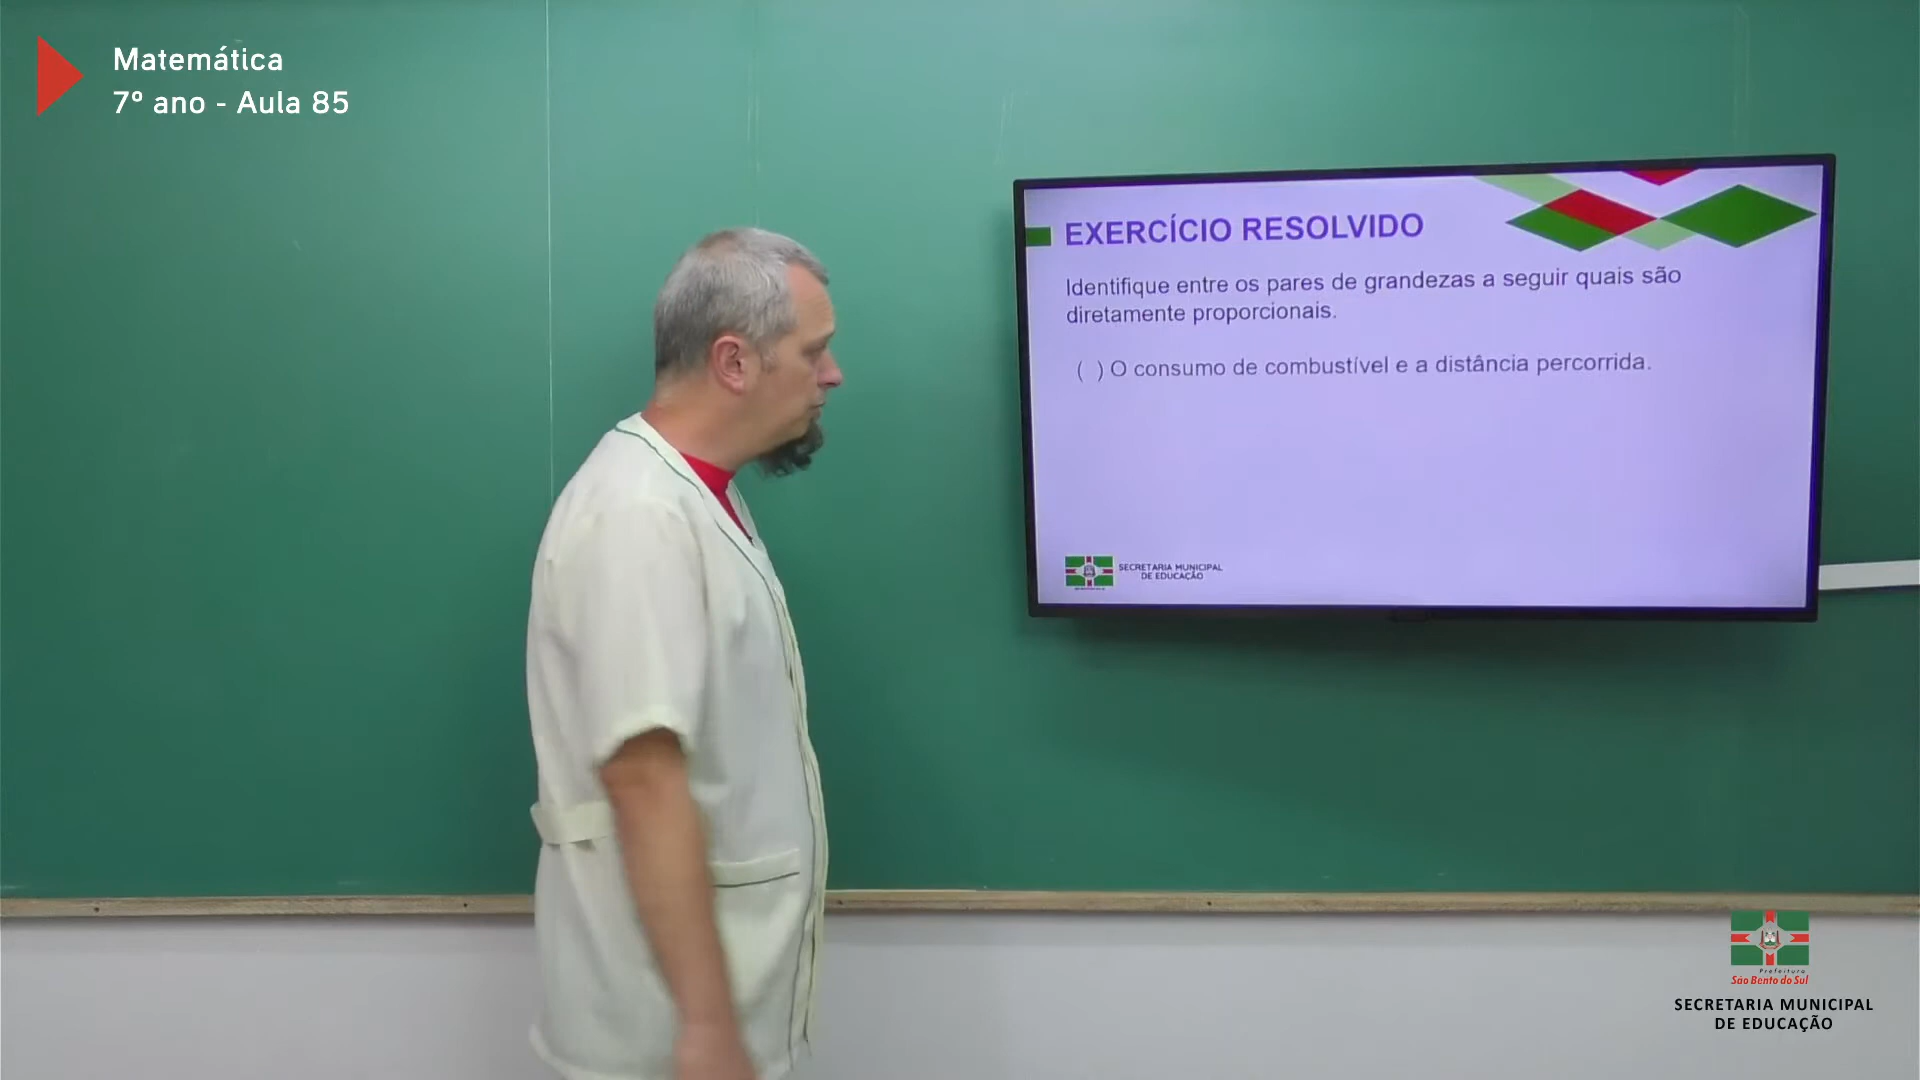 Matemática
7º ano - Aula 85
EXERCÍCIO RESOLVIDO
Identifique entre os pares de grandezas a seguir quais são
diretamente proporcionais.
( ) O consumo de combustível e a distância percorrida.
SECRETARIA MUNICIPAL
DE EDUCAÇÃO
Prefeitura
São Bento do Sul
SECRETARIA MUNICIPAL
DE EDUCAÇÃO